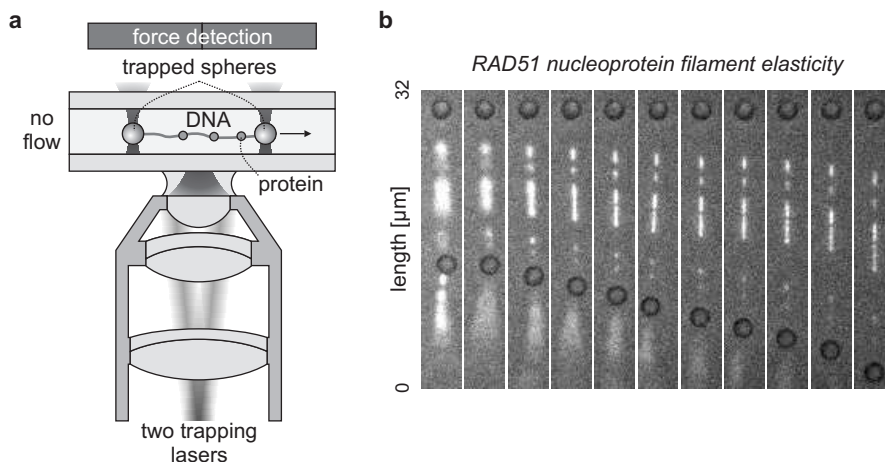 a
force detection
trapped spheres
no
flow
DNA
protein
two trapping
lasers
b
RAD51 nucleoprotein filament elasticity
32
length [µm]
0